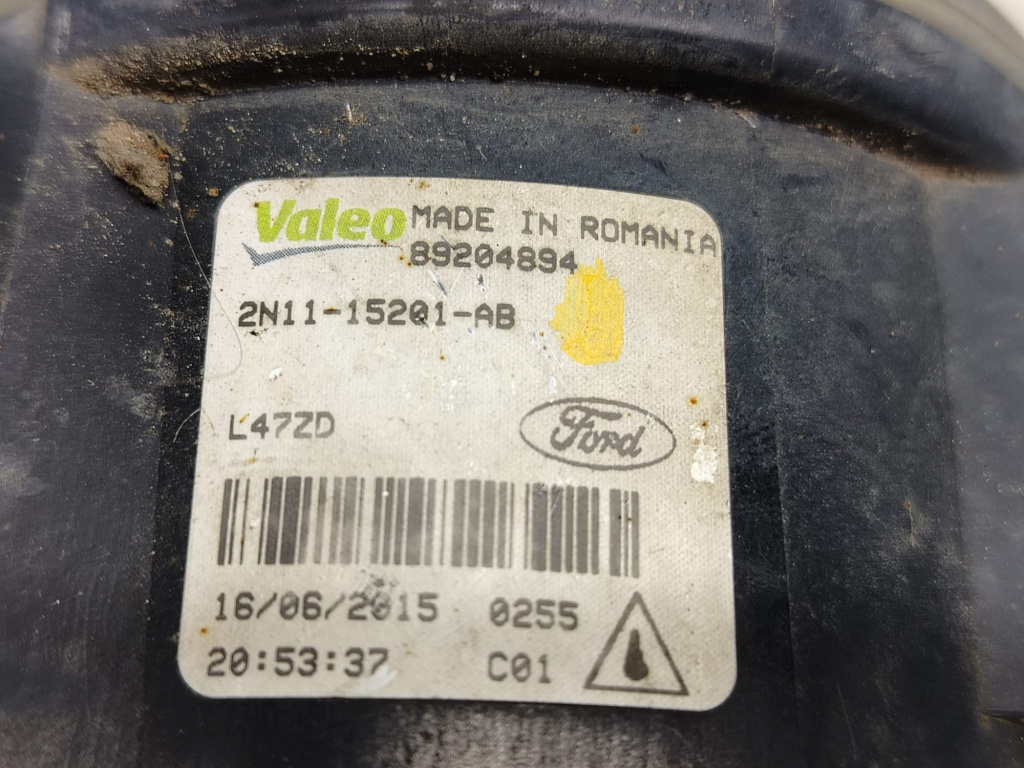 Valeo MADE IN ROMANIA
89204894
2N11-15201-AB
L47ZD
Ford
16/06/2015 0255
20:53:37 C01